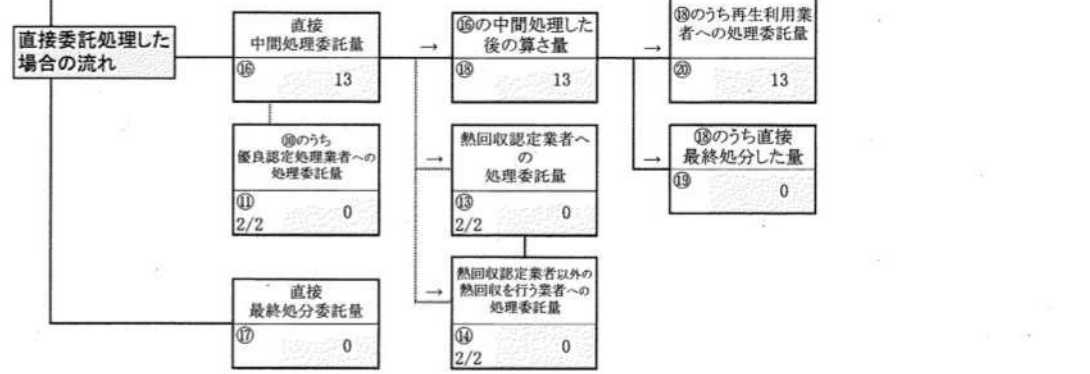 直接委託処理した
場合の流れ
直接
中間処理委託量
⑯
13
→
⑯の中間処理した
後の算さ量
⑱
13
→
⑱のうち再生利用業
者への処理委託量
⑳
13
⑩のうち
優良認定処理業者への
処理委託量
⑪
2/2
0
→
熱回収認定業者へ
の
処理委託量
⑬
2/2
0
→
⑱のうち直接
最終処分した量
⑲
0
直接
最終処分委託量
⑰
0
→
熱回収認定業者以外の
熱回収を行う業者への
処理委託量
⑭
2/2
0